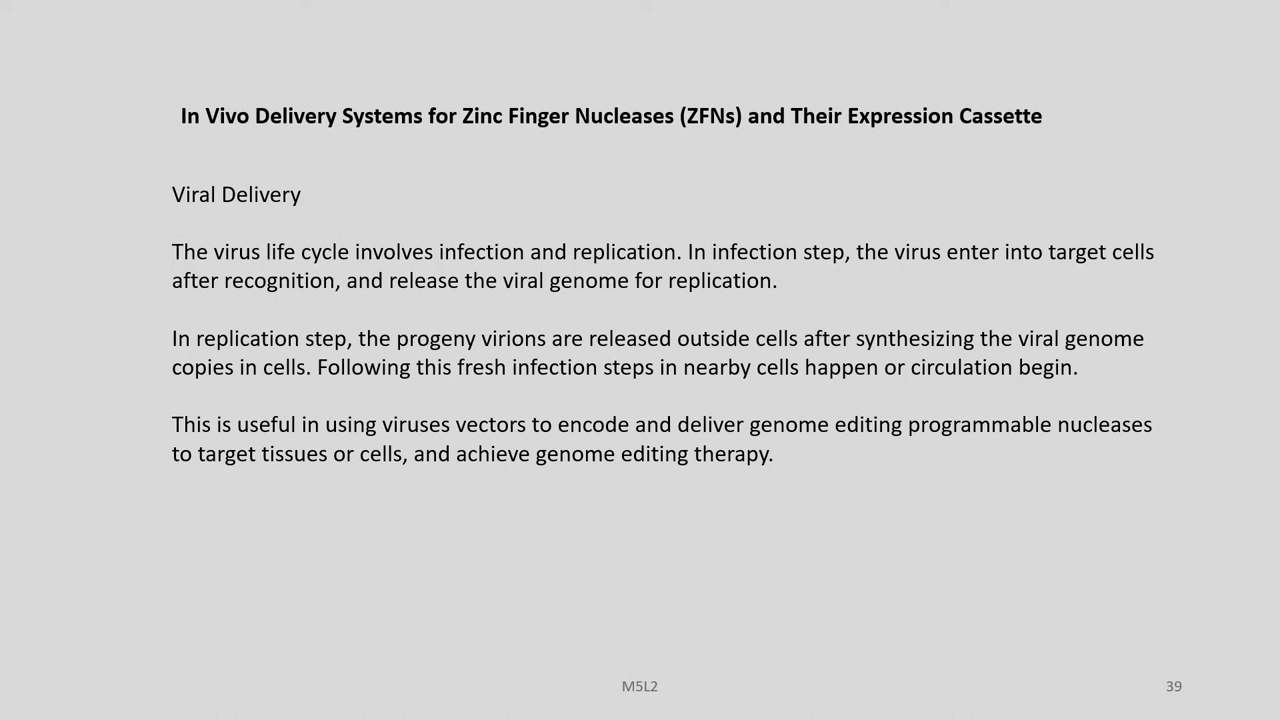 In Vivo Delivery Systems for Zinc Finger Nucleases (ZFNs) and Their Expression Cassette
Viral Delivery
The virus life cycle involves infection and replication. In infection step, the virus enter into target cells
after recognition, and release the viral genome for replication.
In replication step, the progeny virions are released outside cells after synthesizing the viral genome
copies in cells. Following this fresh infection steps in nearby cells happen or circulation begin.
This is useful in using viruses vectors to encode and deliver genome editing programmable nucleases
to target tissues or cells, and achieve genome editing therapy.
M5L2
39